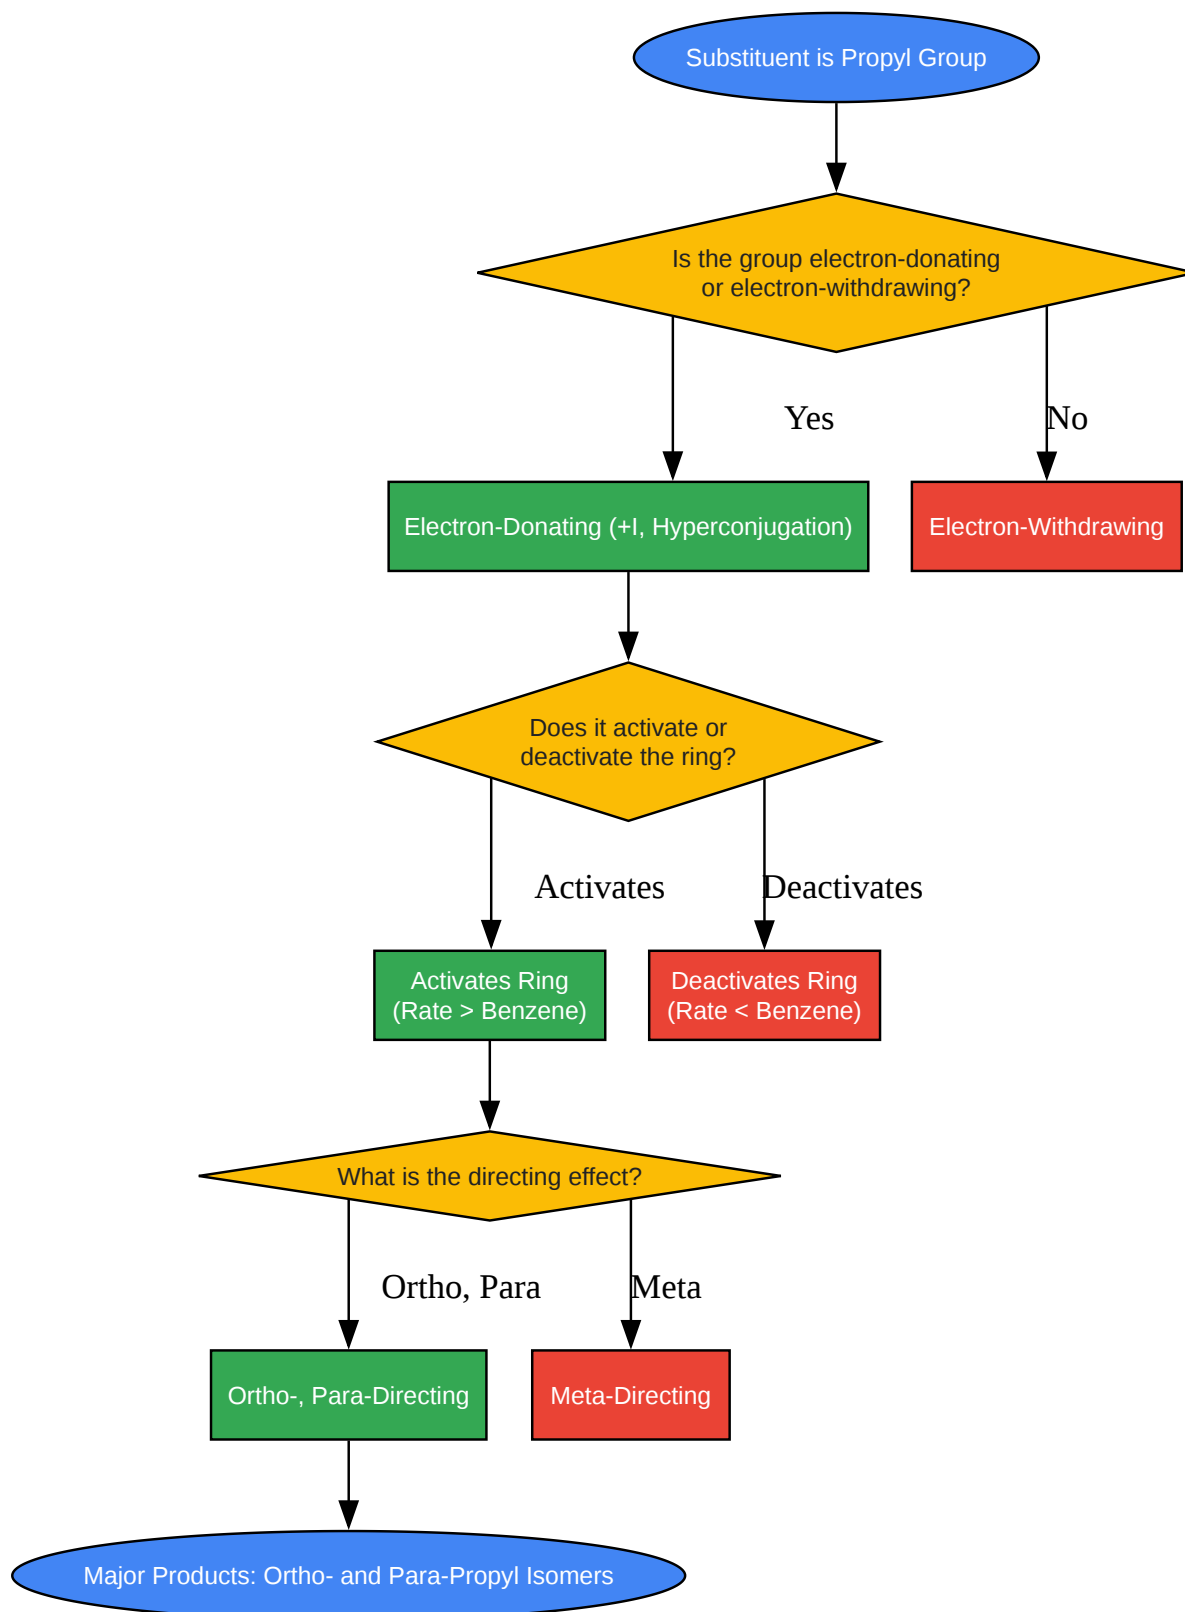 Substituent is Propyl Group
Is the group electron-donating
or electron-withdrawing?
Yes
No
Electron-Donating (+I, Hyperconjugation)
Electron-Withdrawing
Does it activate or
deactivate the ring?
Activates
Deactivates
Activates Ring
(Rate > Benzene)
Deactivates Ring
(Rate < Benzene)
What is the directing effect?
Ortho, Para
Meta
Ortho-, Para-Directing
Meta-Directing
Major Products: Ortho- and Para-Propyl Isomers